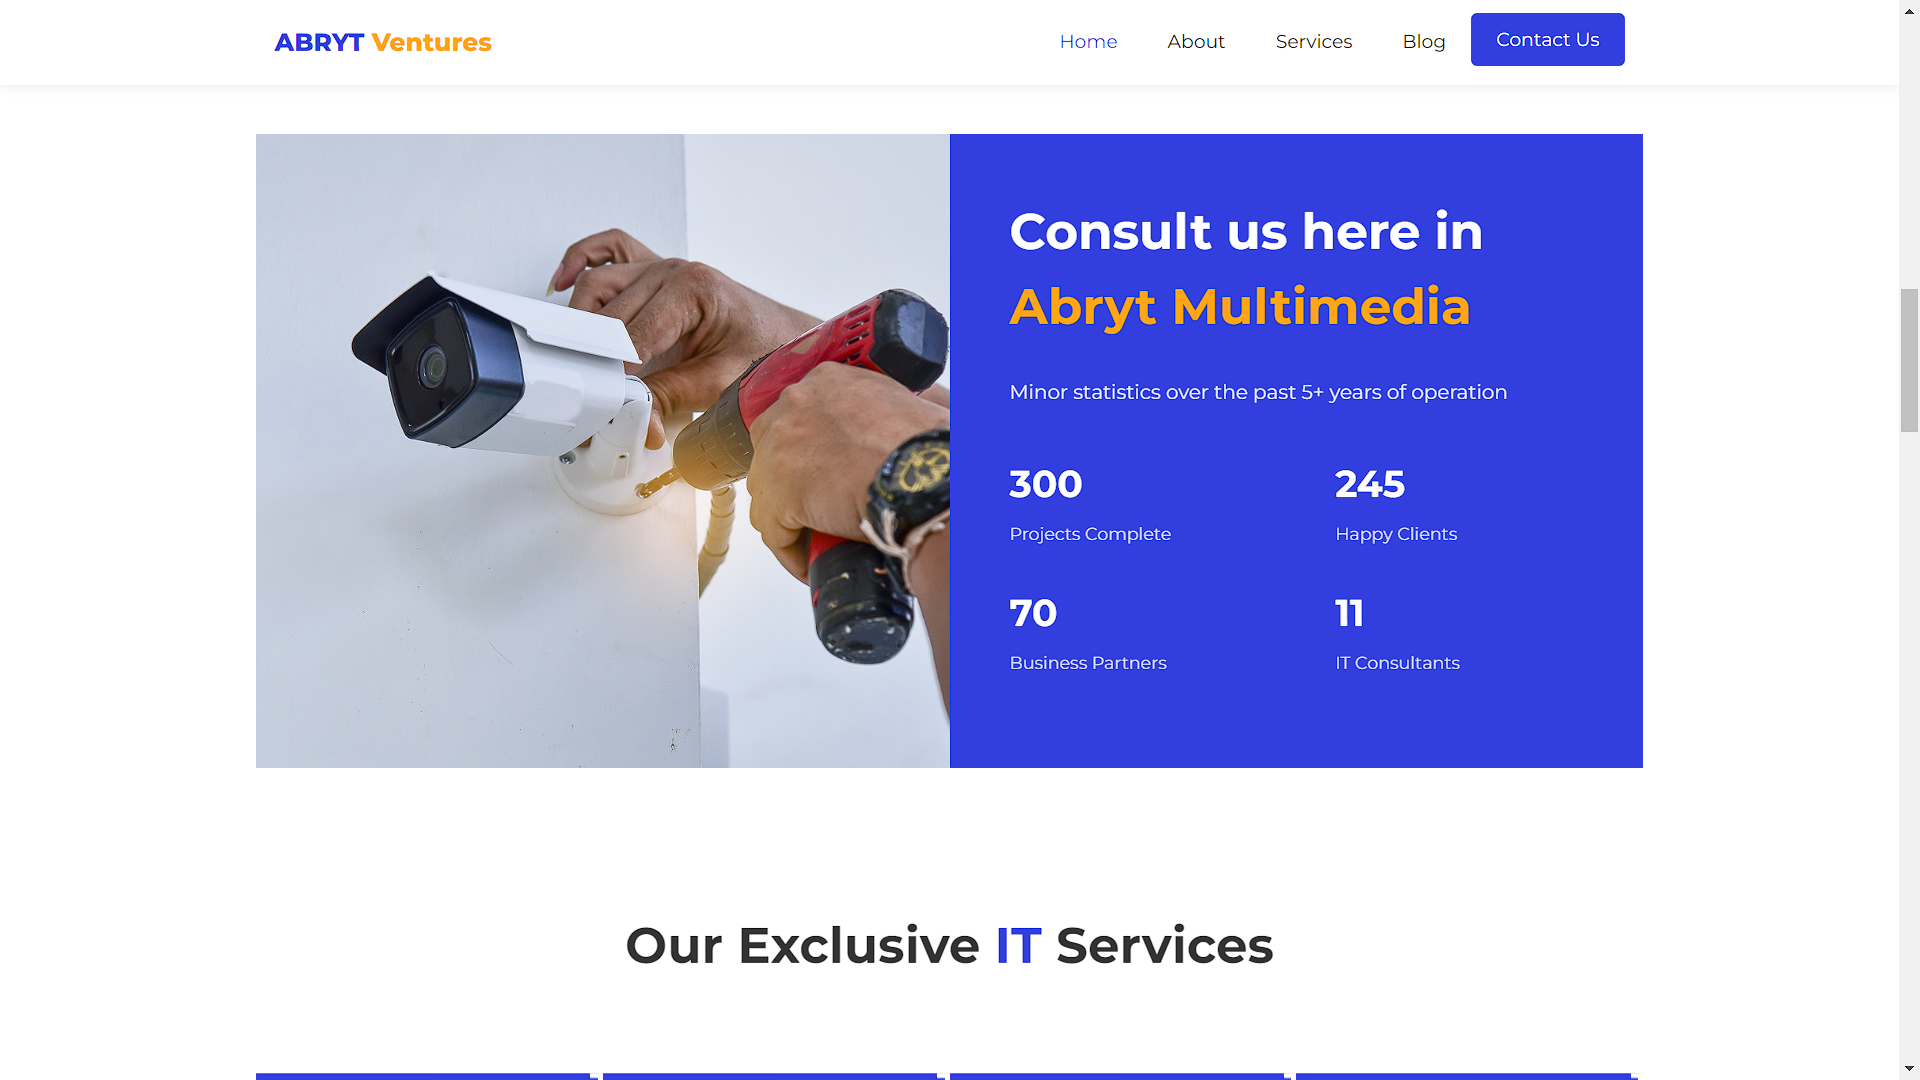 ABRYT Ventures
Home
About
Services
Blog
Contact Us
Consult us here in
Abryt Multimedia
Minor statistics over the past 5+ years of operation
300
Projects Complete
245
Happy Clients
70
Business Partners
11
IT Consultants
Our Exclusive IT Services